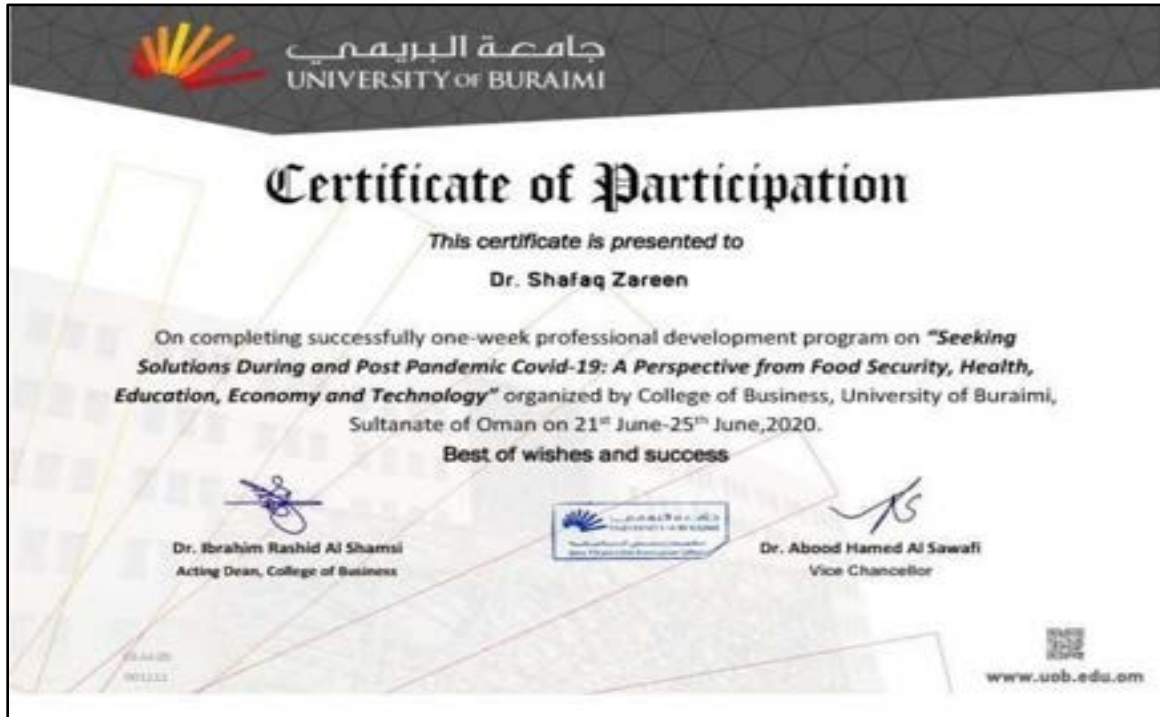 جامعة البريمي
UNIVERSITY OF BURAIMI
Certificate of Participation
This certificate is presented to
Dr. Shafaq Zareen
On completing successfully one-week professional development program on "Seeking
Solutions During and Post Pandemic Covid-19: A Perspective from Food Security, Health,
Education, Economy and Technology" organized by College of Business, University of Buraimi,
Sultanate of Oman on 21st June-25th June,2020.
Best of wishes and success
Dr. Ibrahim Rashid Al Shamsi
Acting Dean, College of Business
UNIVERSITY OF BURAIMI
Dr. Abood Hamed Al Sawafi
Vice Chancellor
www.uob.edu.om